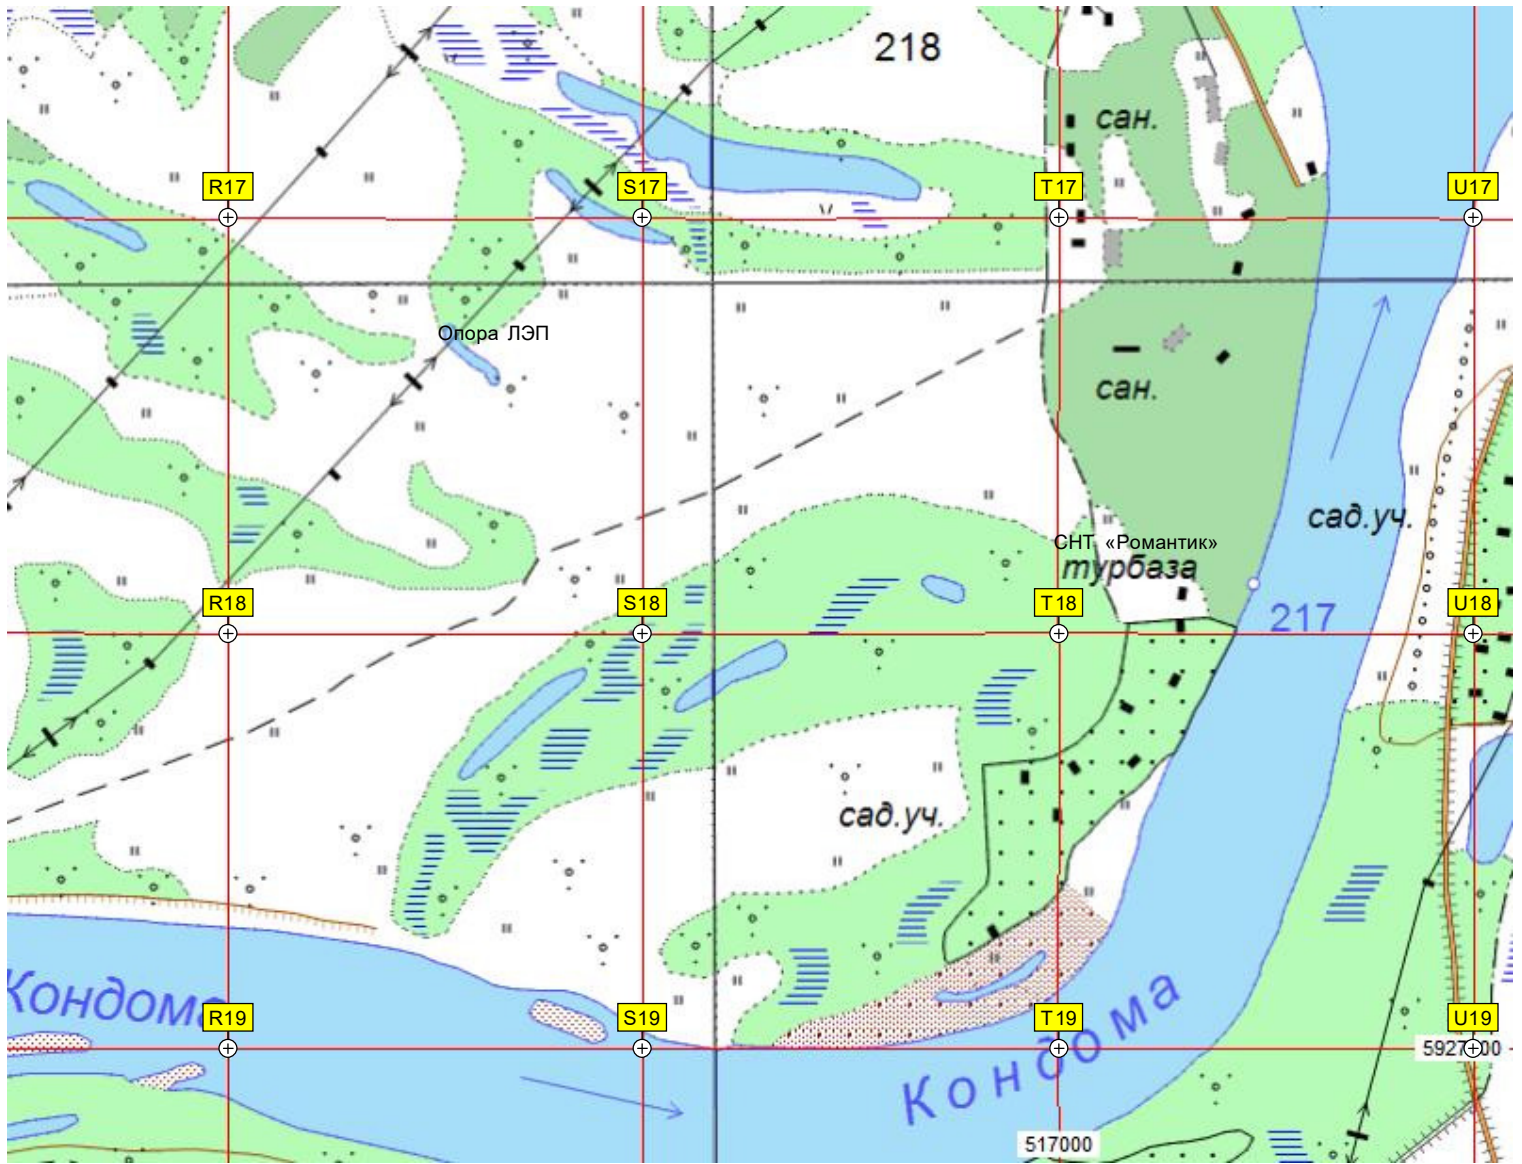 218
сан.
R17
S17
T17
U17
Опора ЛЭП
сан.
сад.уч.
СНТ «Романтик»
турбаза
R18
S18
T18
U18
217
сад.уч.
Кондома
R19
S19
T19
U19
Кондома
517000